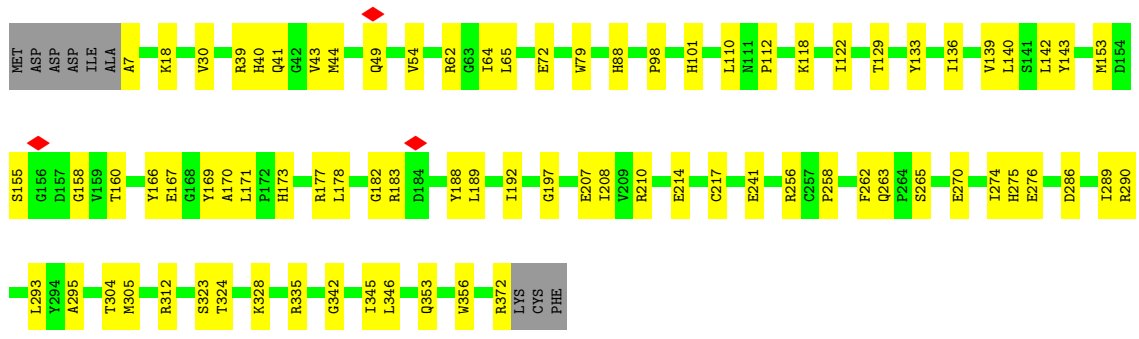 MET ASP ASP ASP ILE ALA A7 K18 V30 R39 H40 Q41 G42 V43 M44 Q49 V54 R62 G63 I64 L65 E72 W79 H88 P98 H101 L110 N111 P112 K118 I122 T129 Y133 I136 V139 L140 S141 L142 Y143 M153 D154
S155 G156 D157 G158 V159 T160 Y166 E167 G168 Y169 A170 L171 P172 H173 R177 L178 G182 R183 D184 Y188 L189 I192 G197 E207 I208 V209 R210 E214 C217 E241 R256 C257 P258 F262 Q263 P264 S265 E270 I274 H275 E276 D286 I289 R290
L293 Y294 A295 T304 M305 R312 S323 T324 K328 R335 G342 I345 L346 Q353 W356 R372 LYS CYS PHE